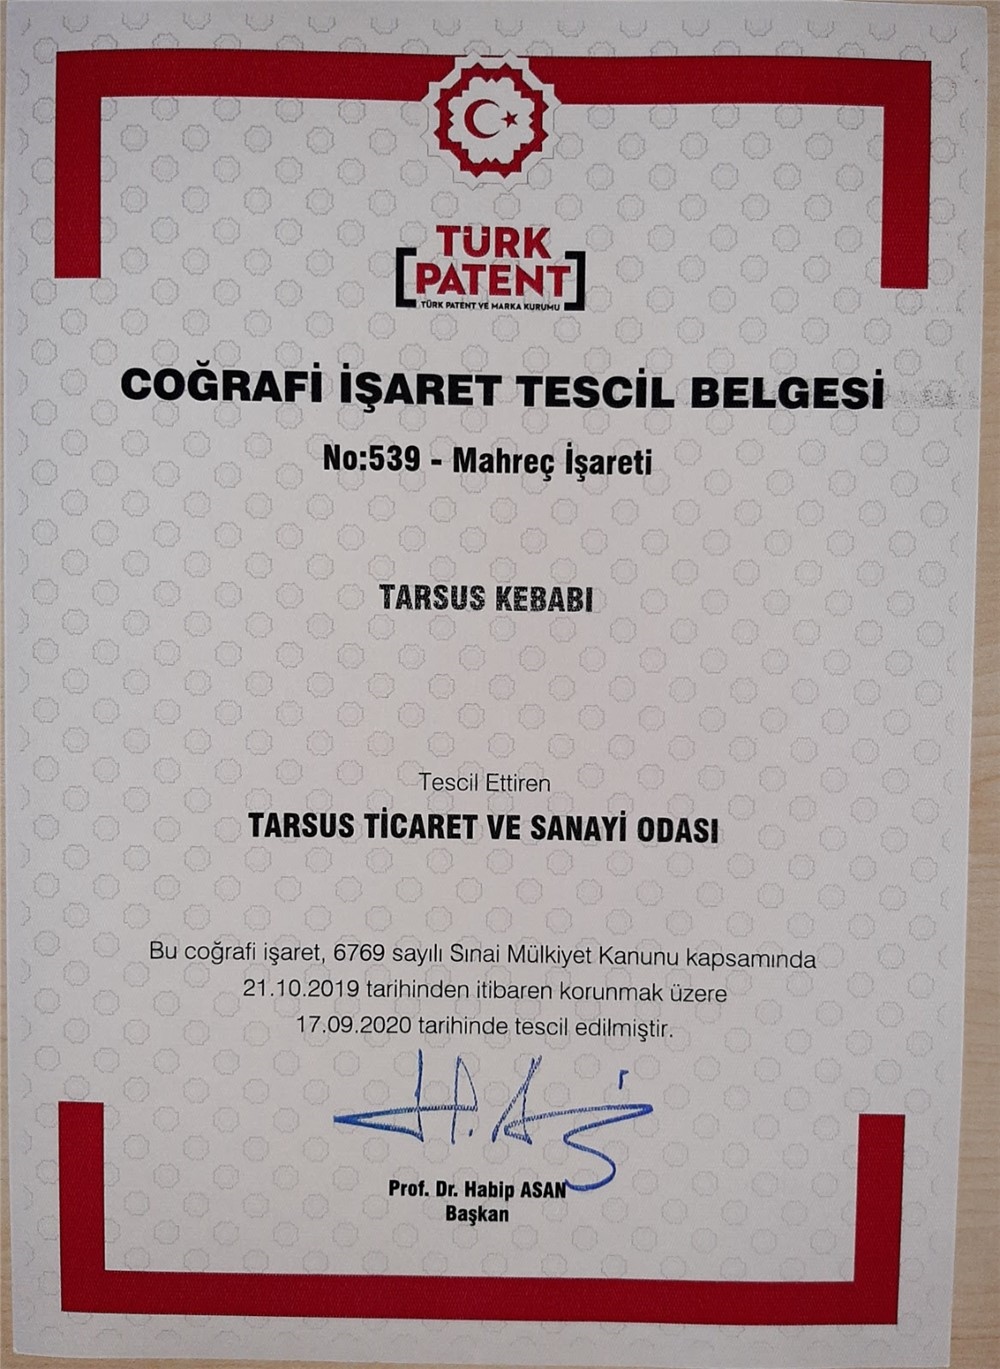 TÜRK
PATENT
TÜRK PATENT VE MARKA KURUMU
COĞRAFİ İŞARET TESCİL BELGESİ
No:539 - Mahreç İşareti
TARSUS KEBABI
Tescil Ettiren
TARSUS TİCARET VE SANAYİ ODASI
Bu coğrafi işaret, 6769 sayılı Sınai Mülkiyet Kanunu kapsamında
21.10.2019 tarihinden itibaren korunmak üzere
17.09.2020 tarihinde tescil edilmiştir.
Prof. Dr. Habip ASAN
Başkan